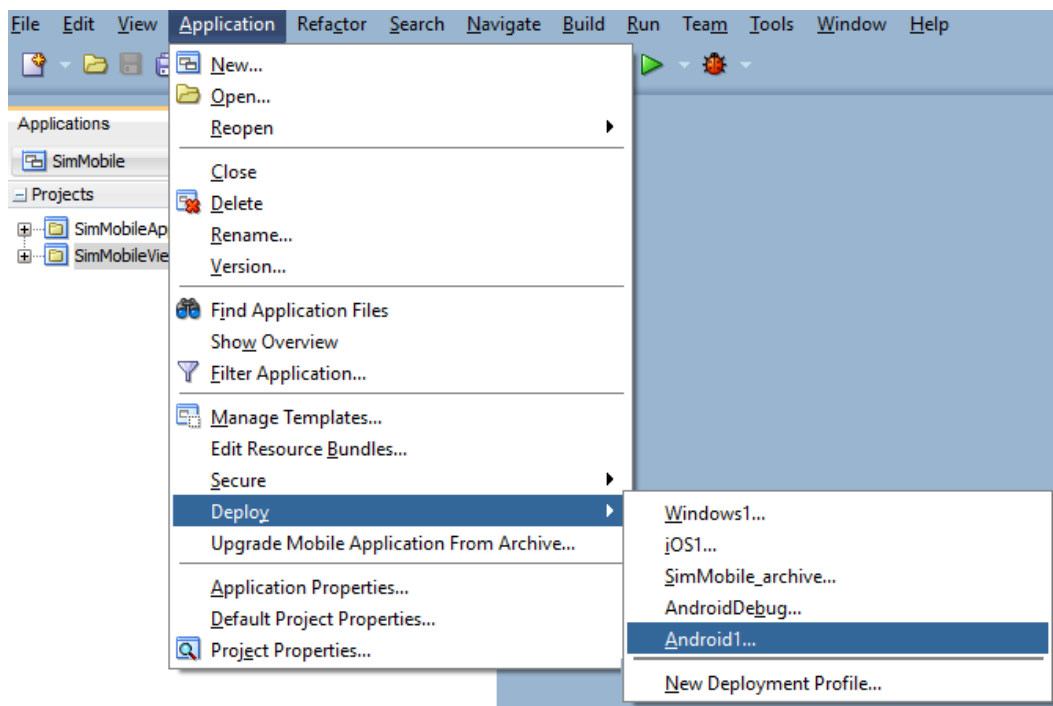 File Edit View Application Refactor Search Navigate Build Run Team Tools Window Help
New...
Open...
Applications
Reopen
SimMobile
Close
Projects
Delete
SimMobileAp
Rename...
SimMobileVie
Version...
Find Application Files
Show Overview
Filter Application...
Manage Templates...
Edit Resource Bundles...
Secure
Deploy
Windows1...
Upgrade Mobile Application From Archive...
iOS1...
SimMobile_archive...
Application Properties...
AndroidDebug...
Default Project Properties...
Android1...
Project Properties...
New Deployment Profile...